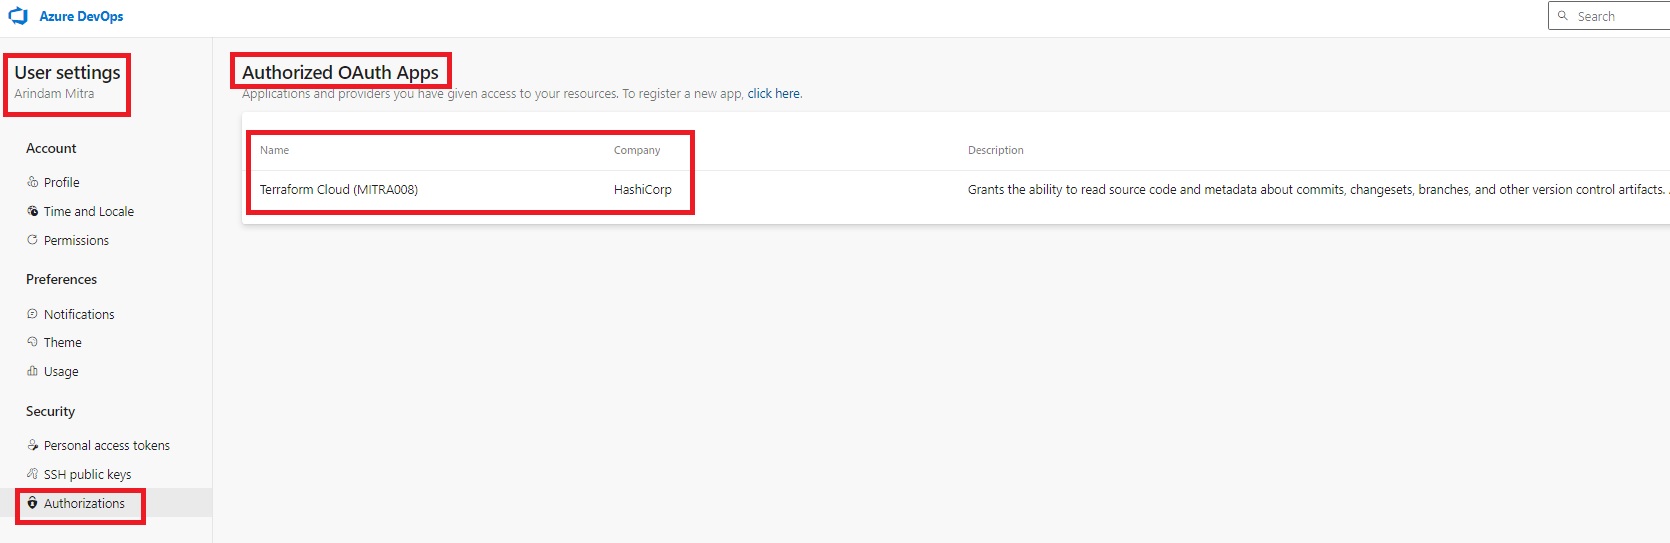 Azure DevOps
Search
User settings
Arindam Mitra
Account
Profile
Time and Locale
Permissions
Preferences
Notifications
Theme
Usage
Security
Personal access tokens
SSH public keys
Authorizations
Authorized OAuth Apps
Applications and providers you have given access to your resources. To register a new app, click here.
Name Company Description
Terraform Cloud (MITRA008) HashiCorp Grants the ability to read source code and metadata about commits, changesets, branches, and other version control artifacts.